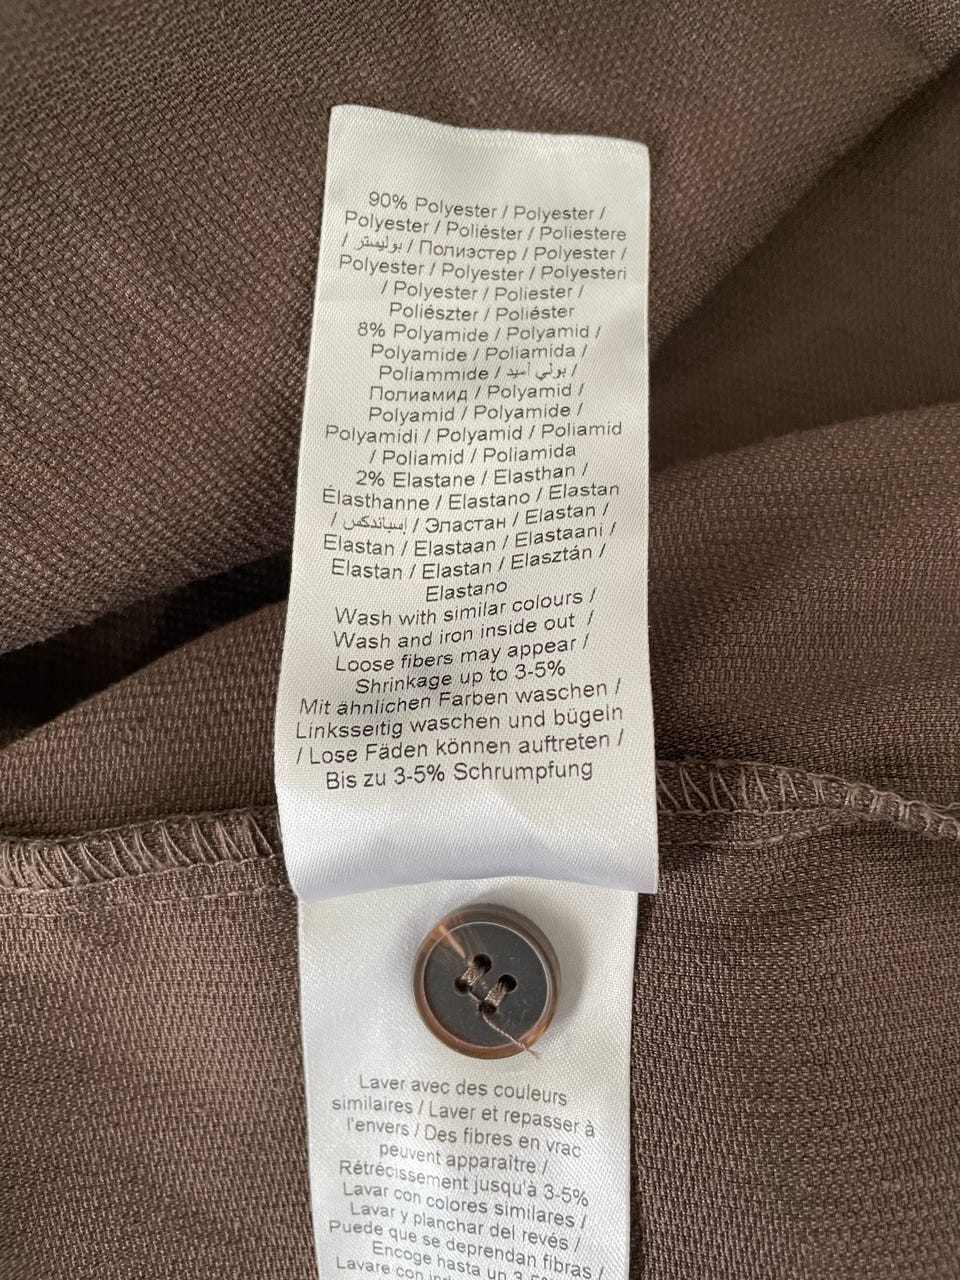 90% Polyester / Polyester /
Polyester / Poliéster / Poliestere
/ بوليستر / Полиэстер / Polyester /
Polyester / Polyester / Polyesteri
/ Polyester / Poliester /
Poliészter / Poliéster
8% Polyamide / Polyamid /
Polyamide / Poliamida /
Poliammide / بولي أميد /
Полиамид / Polyamid /
Polyamid / Polyamide /
Polyamidi / Polyamid / Poliamid
/ Poliamid / Poliamida
2% Elastane / Elasthan /
Élasthanne / Elastano / Elastan
/ إسباندكس / Эластан / Elastan /
Elastan / Elastaan / Elastaani /
Elastan / Elastan / Elasztán /
Elastano
Wash with similar colours /
Wash and iron inside out /
Loose fibers may appear /
Shrinkage up to 3-5%
Mit ähnlichen Farben waschen /
Linksseitig waschen und bügeln
/ Lose Fäden können auftreten /
Bis zu 3-5% Schrumpfung
Laver avec des couleurs
similaires / Laver et repasser à
l'envers / Des fibres en vrac
peuvent apparaître /
Rétrécissement jusqu'à 3-5%
Lavar con colores similares /
Lavar y planchar del revés /
Puede que se deprendan fibras /
Encoge hasta un
Lavare con